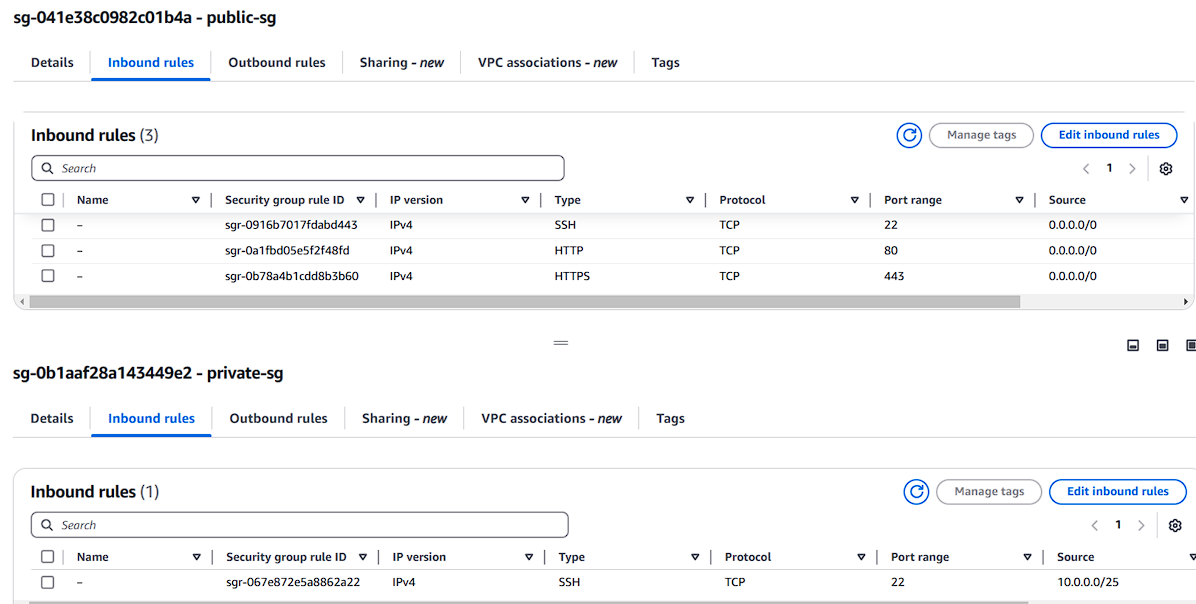 sg-041e38c0982c01b4a - public-sg
Details Inbound rules Outbound rules Sharing - new VPC associations - new Tags
Inbound rules (3) Manage tags Edit inbound rules
Search 1
Name Security group rule ID IP version Type Protocol Port range Source
– sgr-0916b7017fdabd443 IPv4 SSH TCP 22 0.0.0.0/0
– sgr-0a1fbd05e5f2f48fd IPv4 HTTP TCP 80 0.0.0.0/0
– sgr-0b78a4b1cdd8b3b60 IPv4 HTTPS TCP 443 0.0.0.0/0
sg-0b1aaf28a143449e2 - private-sg
Details Inbound rules Outbound rules Sharing - new VPC associations - new Tags
Inbound rules (1) Manage tags Edit inbound rules
Search 1
Name Security group rule ID IP version Type Protocol Port range Source
– sgr-067e872e5a8862a22 IPv4 SSH TCP 22 10.0.0.0/25